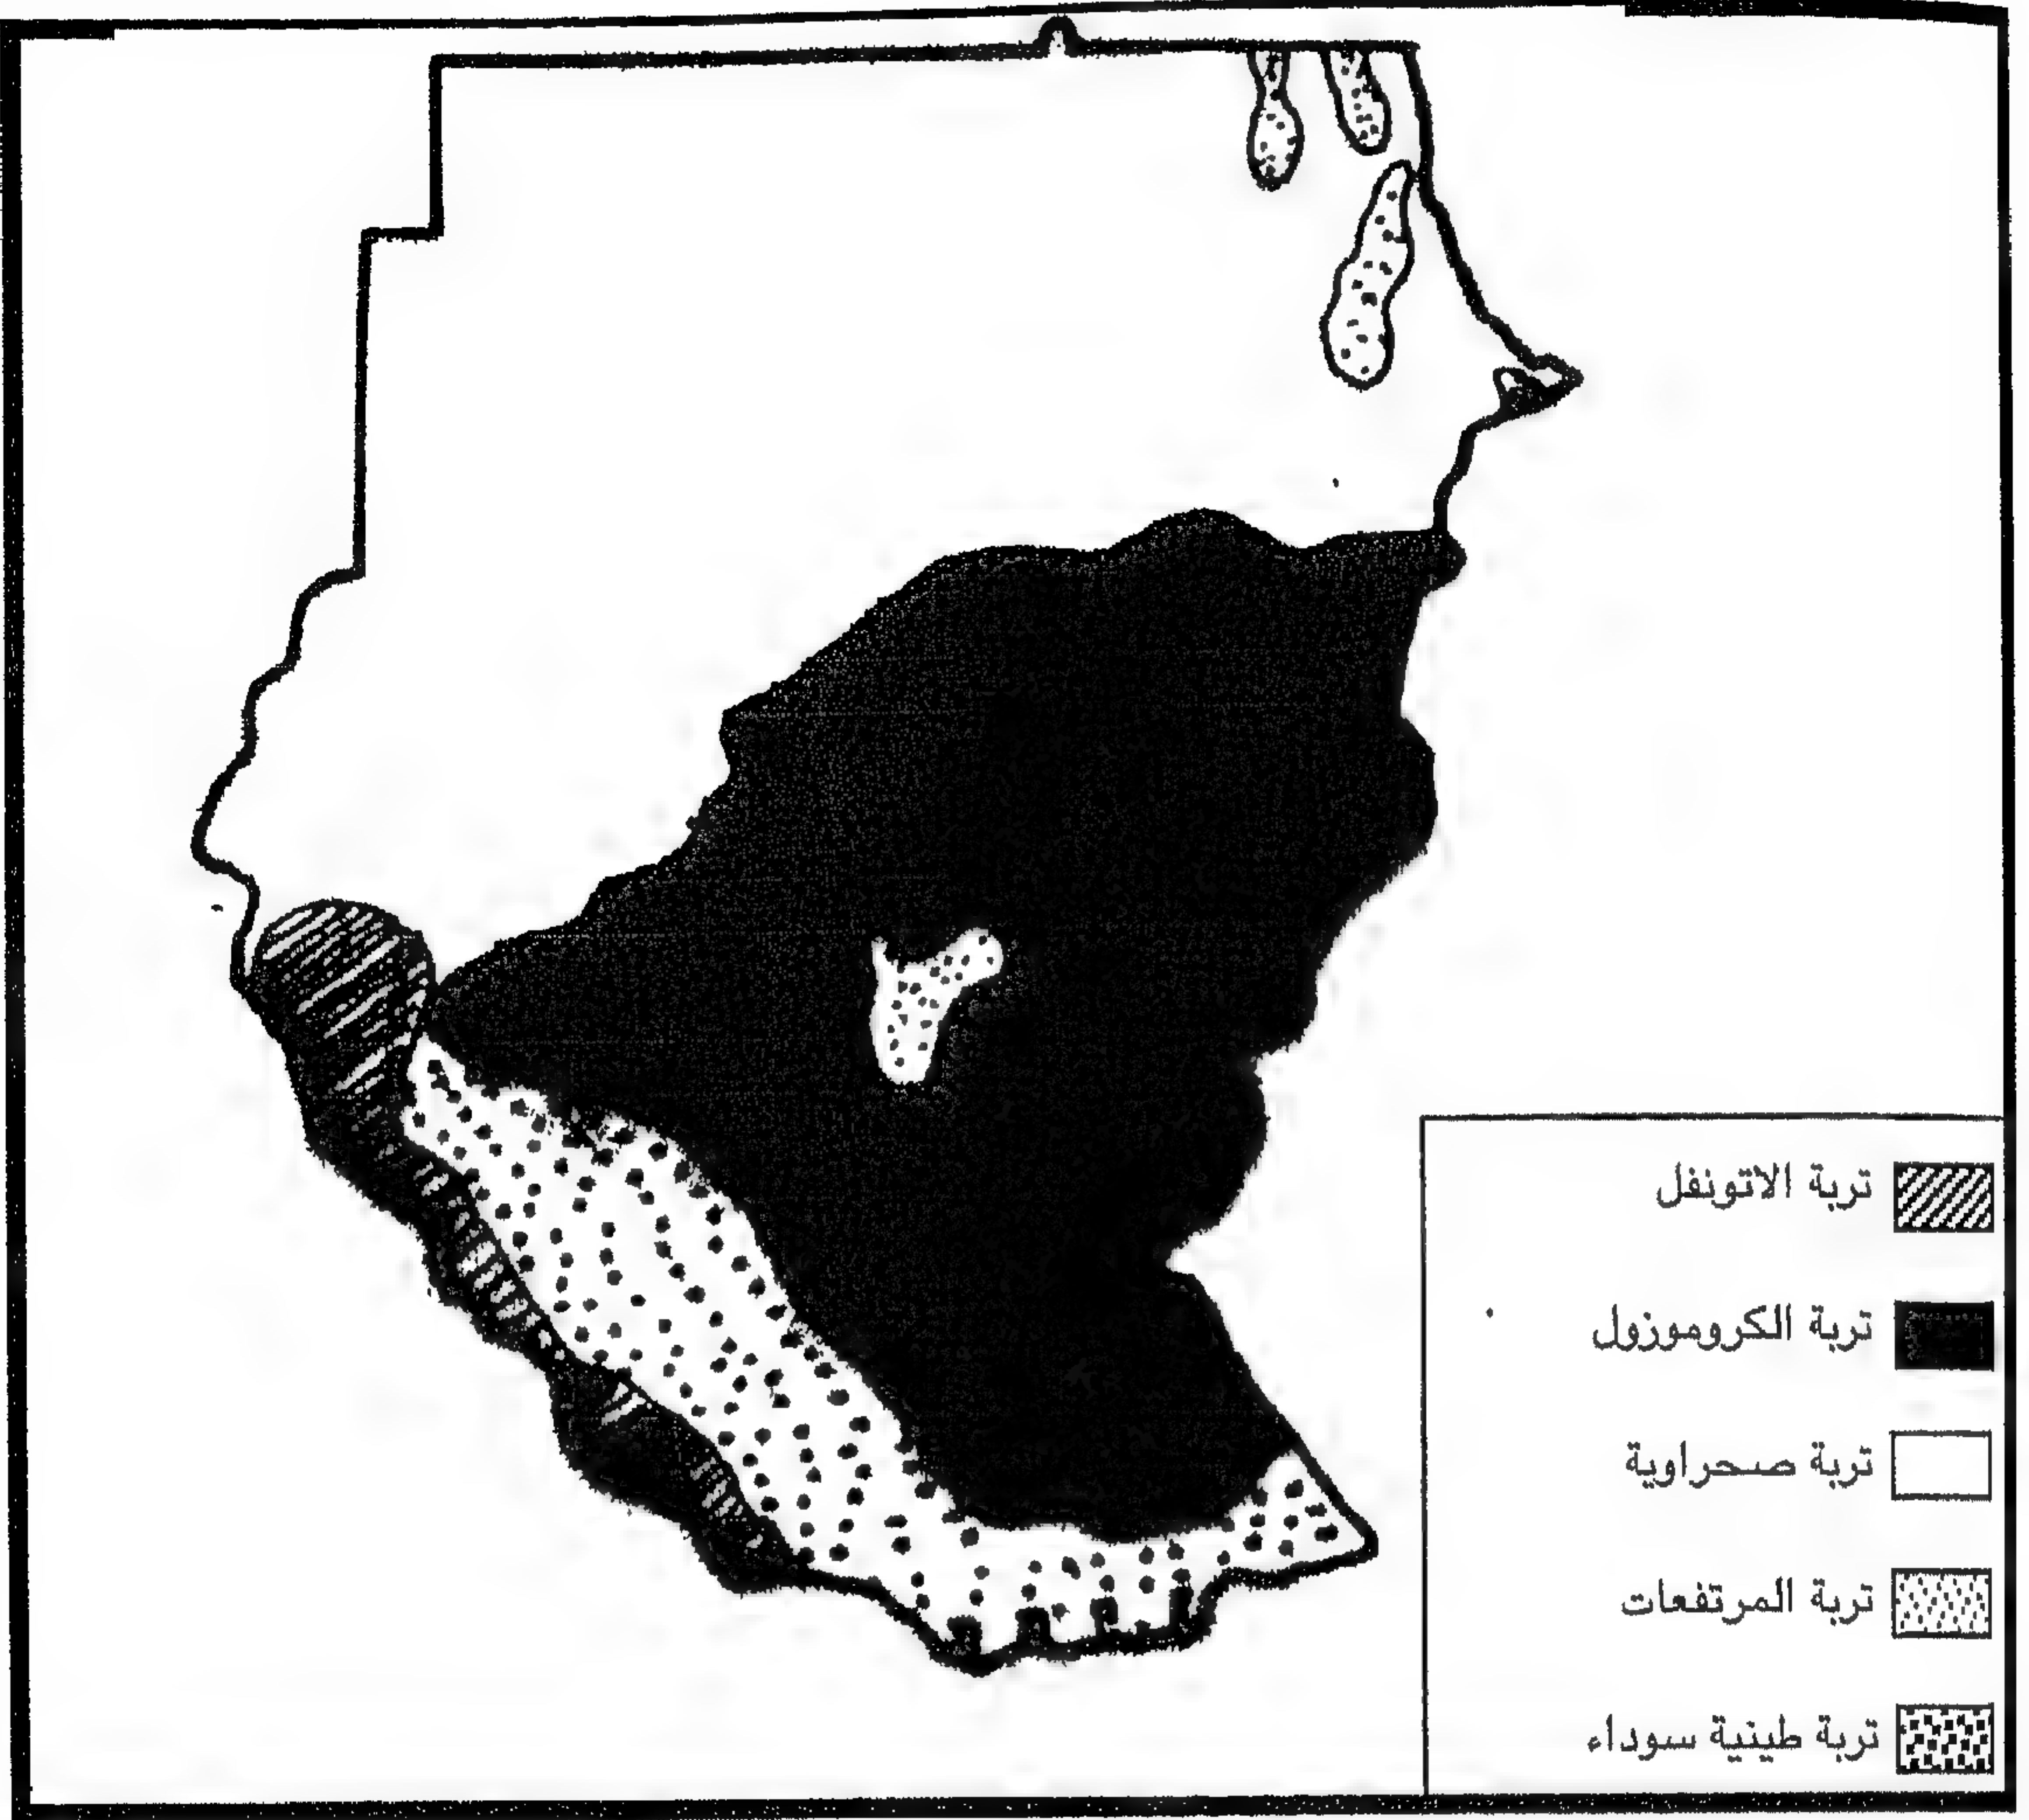 تربة الاتونفل
تربة الكروموزول
تربة صحراوية
تربة المرتفعات
تربة طينية سوداء